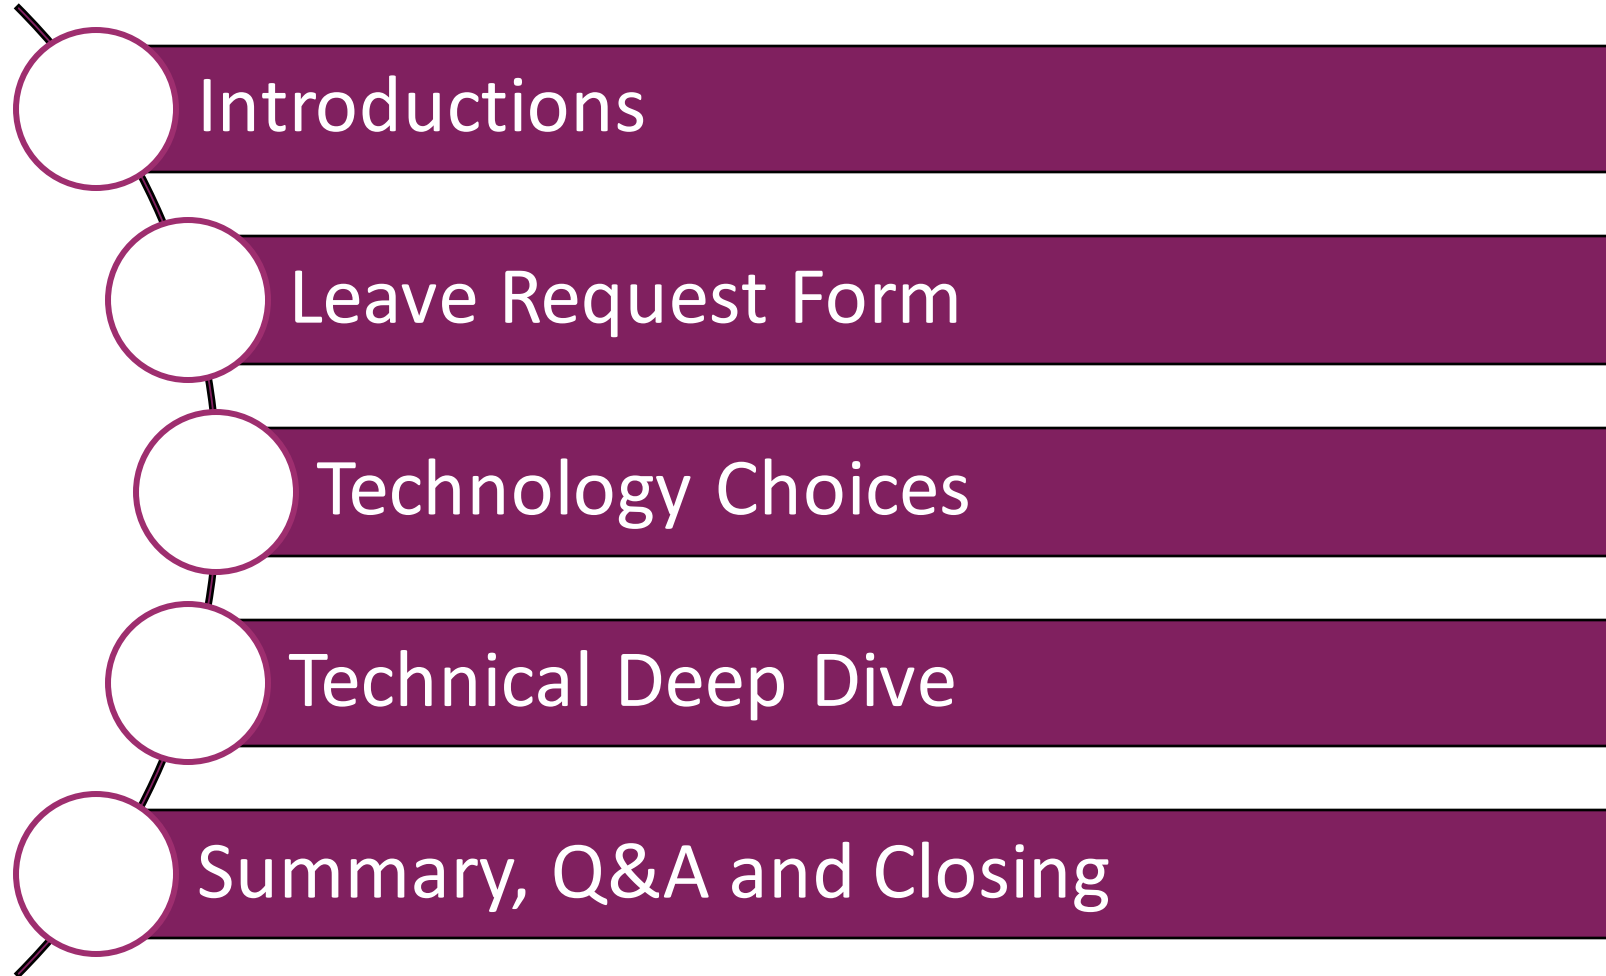 Introductions
Leave Request Form
Technology Choices
Technical Deep Dive
Summary, Q&A and Closing